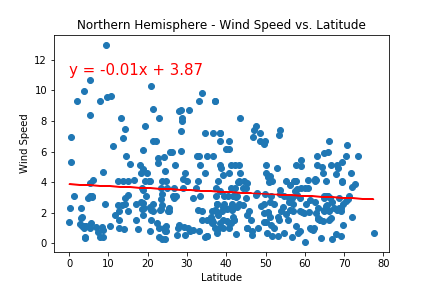 Northern Hemisphere - Wind Speed vs. Latitude
y = -0.01x + 3.87
Wind Speed
12
10
8
6
4
2
0
0 10 20 30 40 50 60 70 80
Latitude